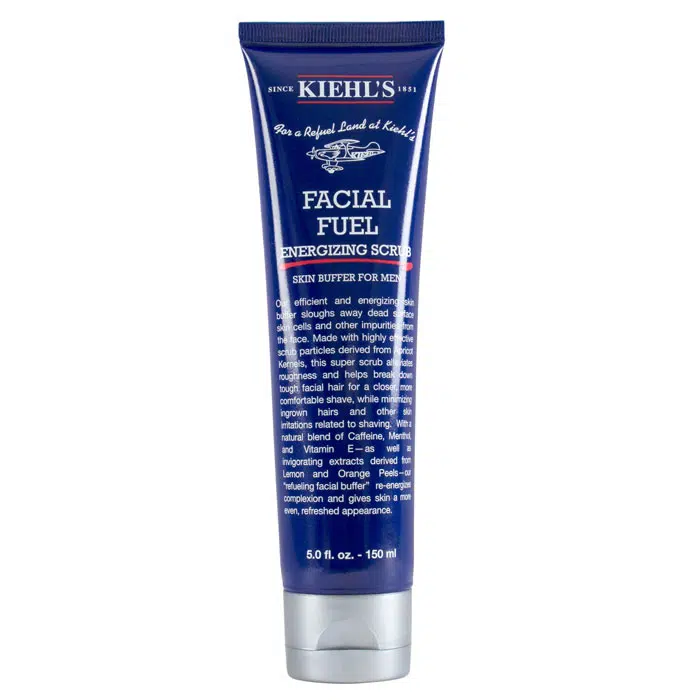 SINCE KIEHL'S 1851
For a Refuel Land at Kiehl's
KIEHL'S
FACIAL
FUEL
ENERGIZING SCRUB
SKIN BUFFER FOR MEN
Our efficient and energizing skin
buffer sloughs away dead surface
skin cells and other impurities from
the face. Made with highly effective
scrub particles derived from Apricot
Kernels, this super scrub alleviates
roughness and helps break down
tough facial hair for a closer, more
comfortable shave, while minimizing
ingrown hairs and other skin
irritations related to shaving. With a
natural blend of Caffeine, Menthol,
and Vitamin E—as well as
invigorating extracts derived from
Lemon and Orange Peels—our
"refueling facial buffer" re-energizes
complexion and gives skin a more
even, refreshed appearance.
5.0 fl. oz. - 150 ml